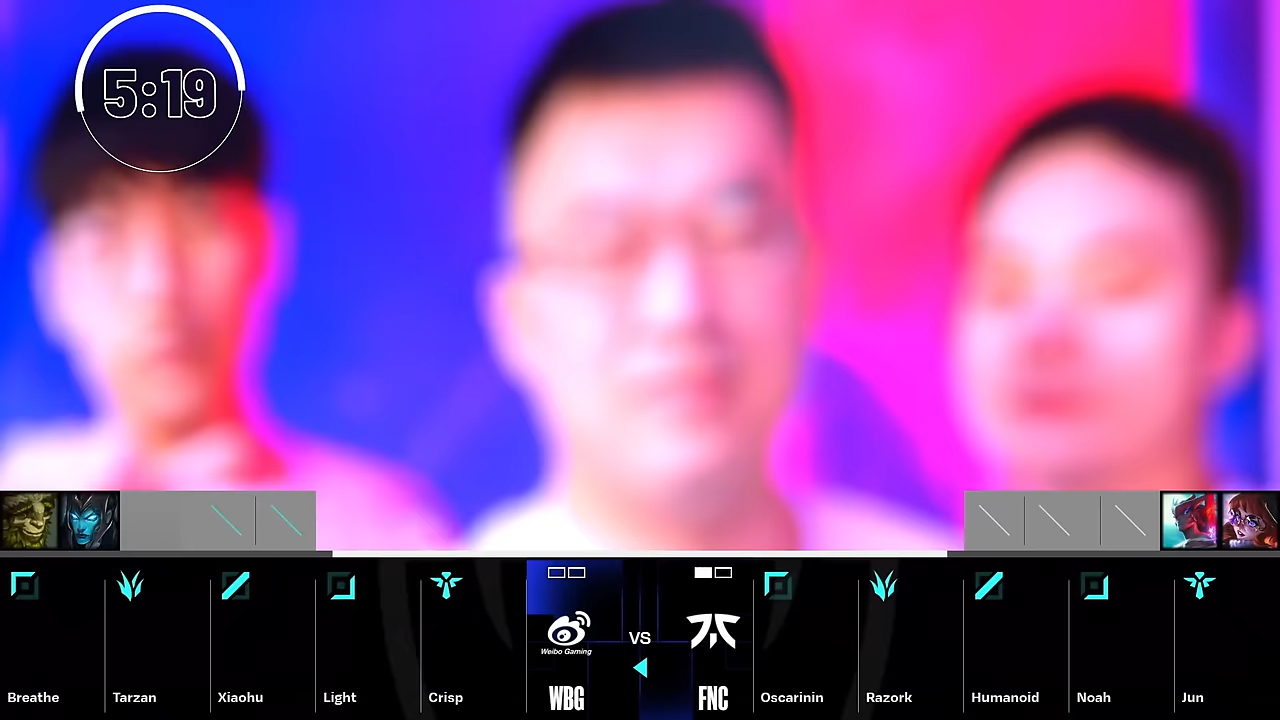 5:19
Breathe
Tarzan
Xiaohu
Light
Crisp
Weibo Gaming
WBG
VS
FNC
Oscarinin
Razork
Humanoid
Noah
Jun